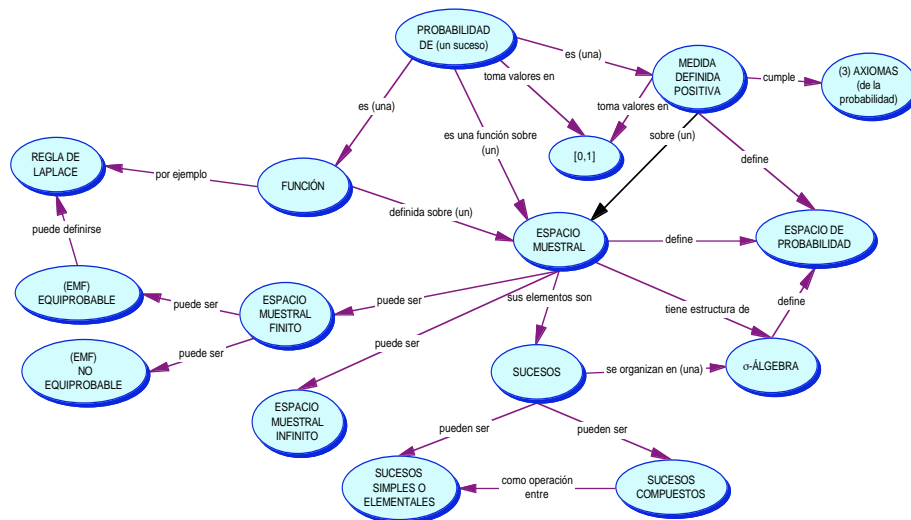 PROBABILIDAD
DE (un suceso)
es (una)
MEDIDA
DEFINIDA
POSITIVA
cumple
(3) AXIOMAS
(de la
probabilidad)
toma valores en
toma valores en
es (una)
es una función sobre
(un)
sobre (un)
[0,1]
REGLA DE
LAPLACE
por ejemplo
FUNCIÓN
define
definida sobre (un)
puede definirse
ESPACIO
MUESTRAL
define
ESPACIO DE
PROBABILIDAD
(EMF)
EQUIPROBABLE
puede ser
ESPACIO
MUESTRAL
FINITO
puede ser
sus elementos son
tiene estructura de
define
(EMF)
NO
EQUIPROBABLE
puede ser
puede ser
SUCESOS
se organizan en (una)
σ-ÁLGEBRA
ESPACIO
MUESTRAL
INFINITO
pueden ser
pueden ser
SUCESOS
SIMPLES O
ELEMENTALES
como operación
entre
SUCESOS
COMPUESTOS